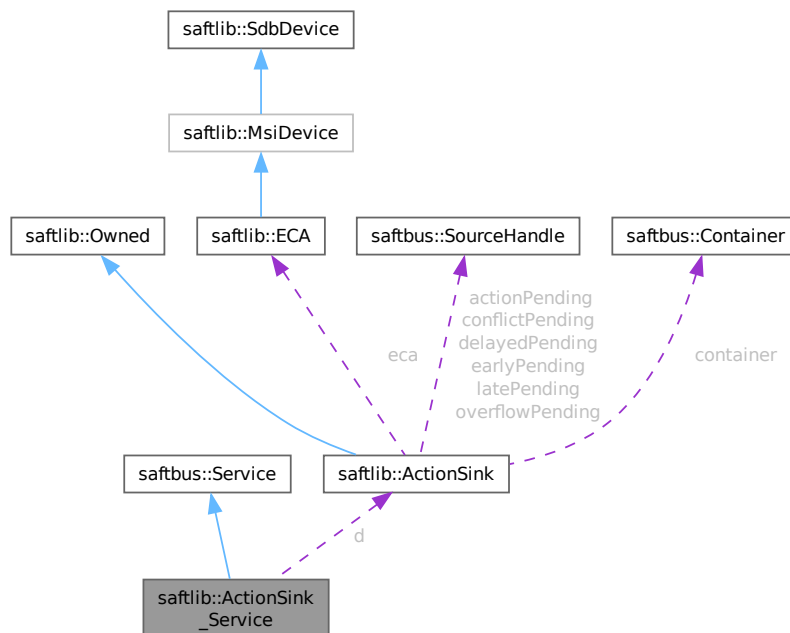 saftlib::SdbDevice
saftlib::MsiDevice
saftlib::Owned
saftlib::ECA
saftbus::SourceHandle
saftbus::Container
actionPending
conflictPending
delayedPending
earlyPending
latePending
overflowPending
eca
container
saftbus::Service
saftlib::ActionSink
d
saftlib::ActionSink
_Service